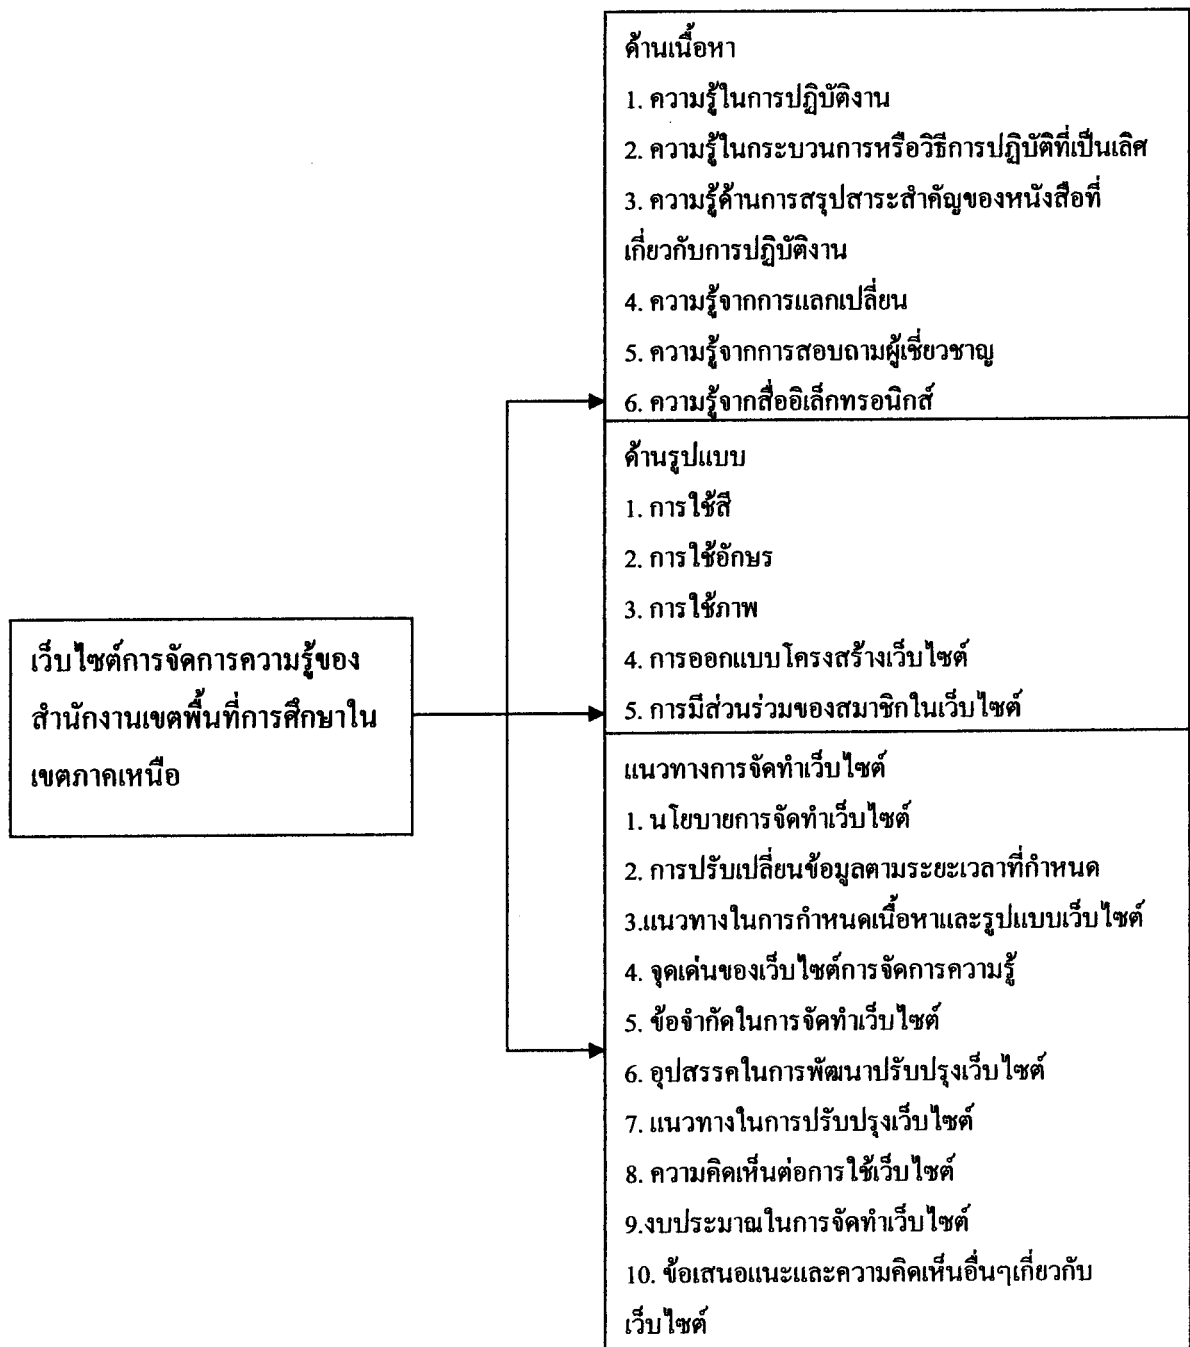 ด้านเนื้อหา
1. ความรู้ในการปฏิบัติงาน
2. ความรู้ในกระบวนการหรือวิธีการปฏิบัติที่เป็นเลิศ
3. ความรู้ด้านการสรุปสาระสำคัญของหนังสือที่
เกี่ยวกับการปฏิบัติงาน
4. ความรู้จากการแลกเปลี่ยน
5. ความรู้จากการสอบถามผู้เชี่ยวชาญ
6. ความรู้จากสื่ออิเล็กทรอนิกส์
ด้านรูปแบบ
1. การใช้สี
2. การใช้อักษร
3. การใช้ภาพ
4. การออกแบบโครงสร้างเว็บไซต์
5. การมีส่วนร่วมของสมาชิกในเว็บไซต์
เว็บไซต์การจัดการความรู้ของ
สำนักงานเขตพื้นที่การศึกษาใน
เขตภาคเหนือ
แนวทางการจัดทำเว็บไซต์
1. นโยบายการจัดทำเว็บไซต์
2. การปรับเปลี่ยนข้อมูลตามระยะเวลาที่กำหนด
3.แนวทางในการกำหนดเนื้อหาและรูปแบบเว็บไซต์
4. จุดเด่นของเว็บไซต์การจัดการความรู้
5. ข้อจำกัดในการจัดทำเว็บไซต์
6. อุปสรรคในการพัฒนาปรับปรุงเว็บไซต์
7. แนวทางในการปรับปรุงเว็บไซต์
8. ความคิดเห็นต่อการใช้เว็บไซต์
9.งบประมาณในการจัดทำเว็บไซต์
10. ข้อเสนอแนะและความคิดเห็นอื่นๆเกี่ยวกับ
เว็บไซต์